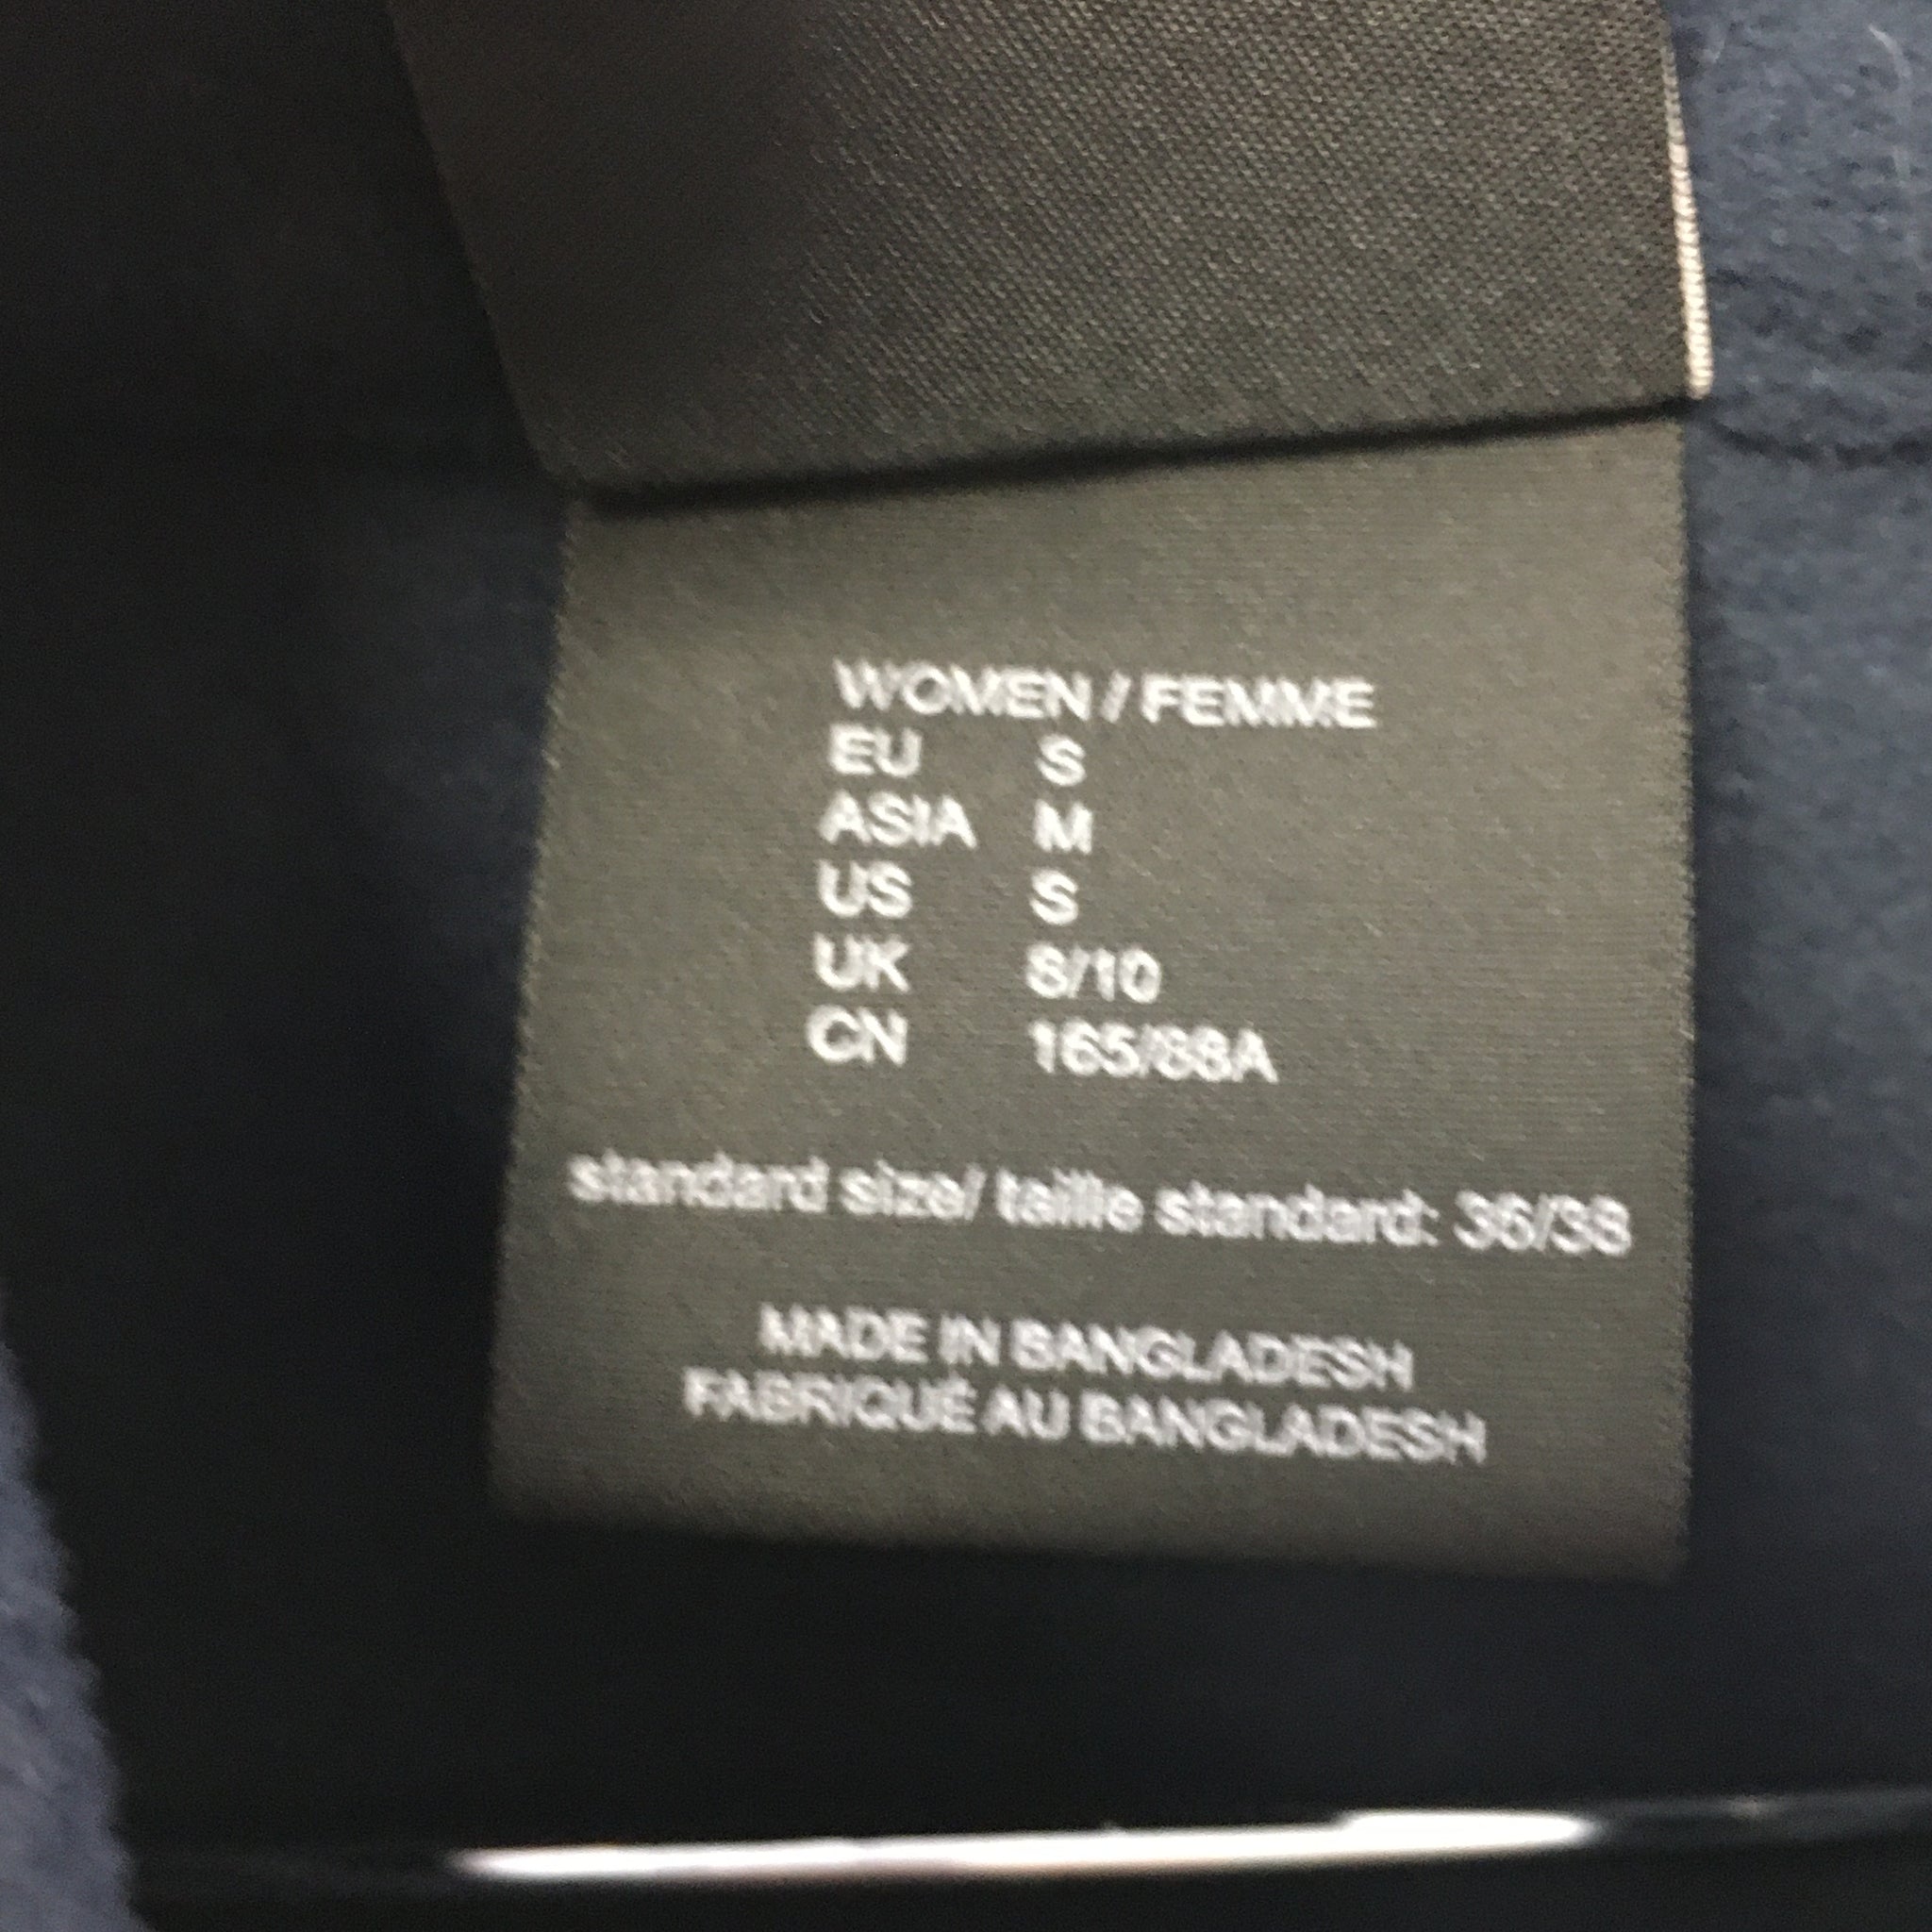 WOMEN / FEMME
EU S
ASIA M
US S
UK 8/10
CN 165/88A
standard size/ taille standard: 36/38
MADE IN BANGLADESH
FABRIQUÉ AU BANGLADESH